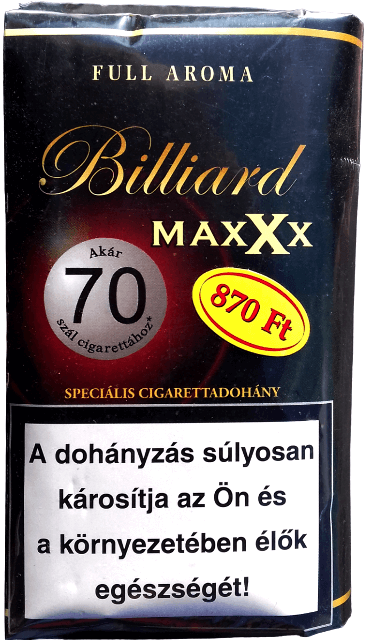 FULL AROMA
Billiard
MAXXX
Akár
70
szál cigarettához*
870 Ft
SPECIÁLIS CIGARETTADOHÁNY
A dohányzás súlyosan
károsítja az Ön és
a környezetében élők
egészségét!